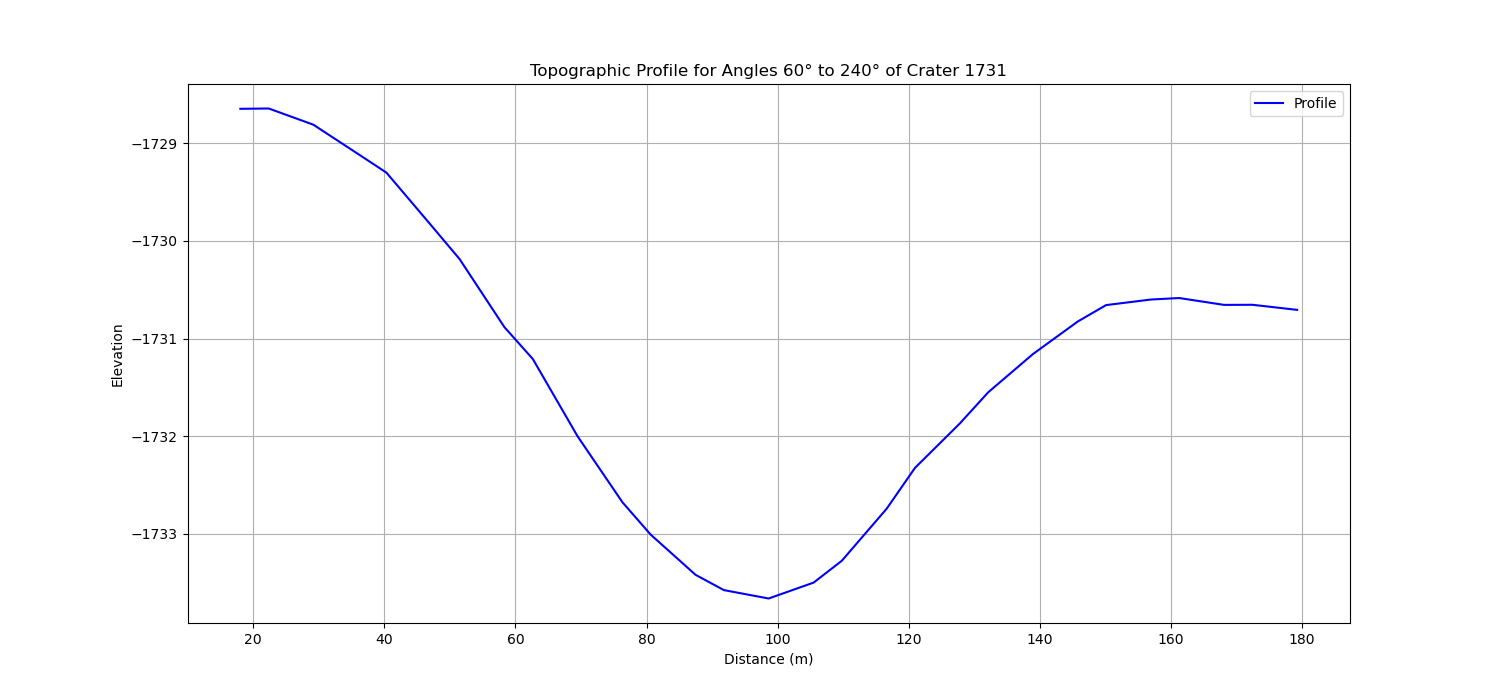 Topographic Profile for Angles 60° to 240° of Crater 1731
Profile
−1729
−1730
−1731
−1732
−1733
Elevation
20 40 60 80 100 120 140 160 180
Distance (m)